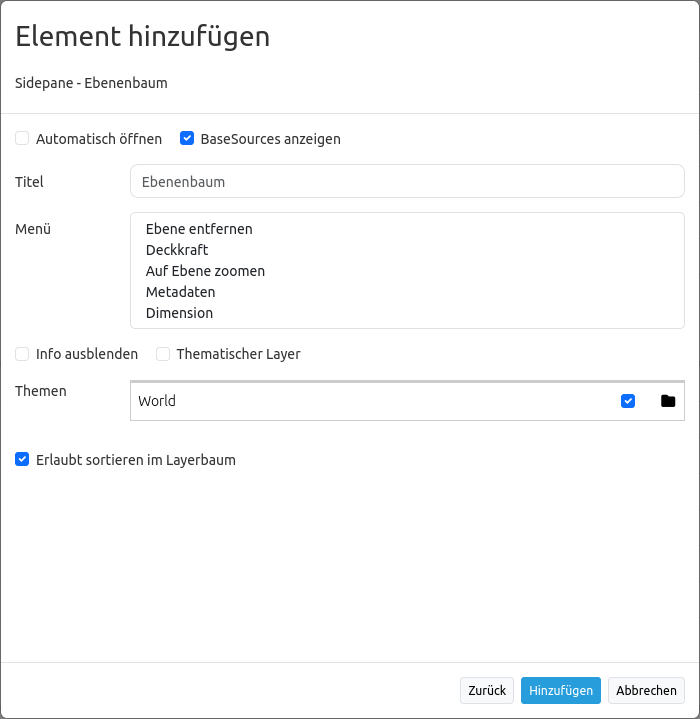 Element hinzufügen
Sidepane - Ebenenbaum
Automatisch öffnen BaseSources anzeigen
Titel Ebenenbaum
Menü Ebene entfernen
Deckkraft
Auf Ebene zoomen
Metadaten
Dimension
Info ausblenden Thematischer Layer
Themen World
Erlaubt sortieren im Layerbaum
Zurück Hinzufügen Abbrechen